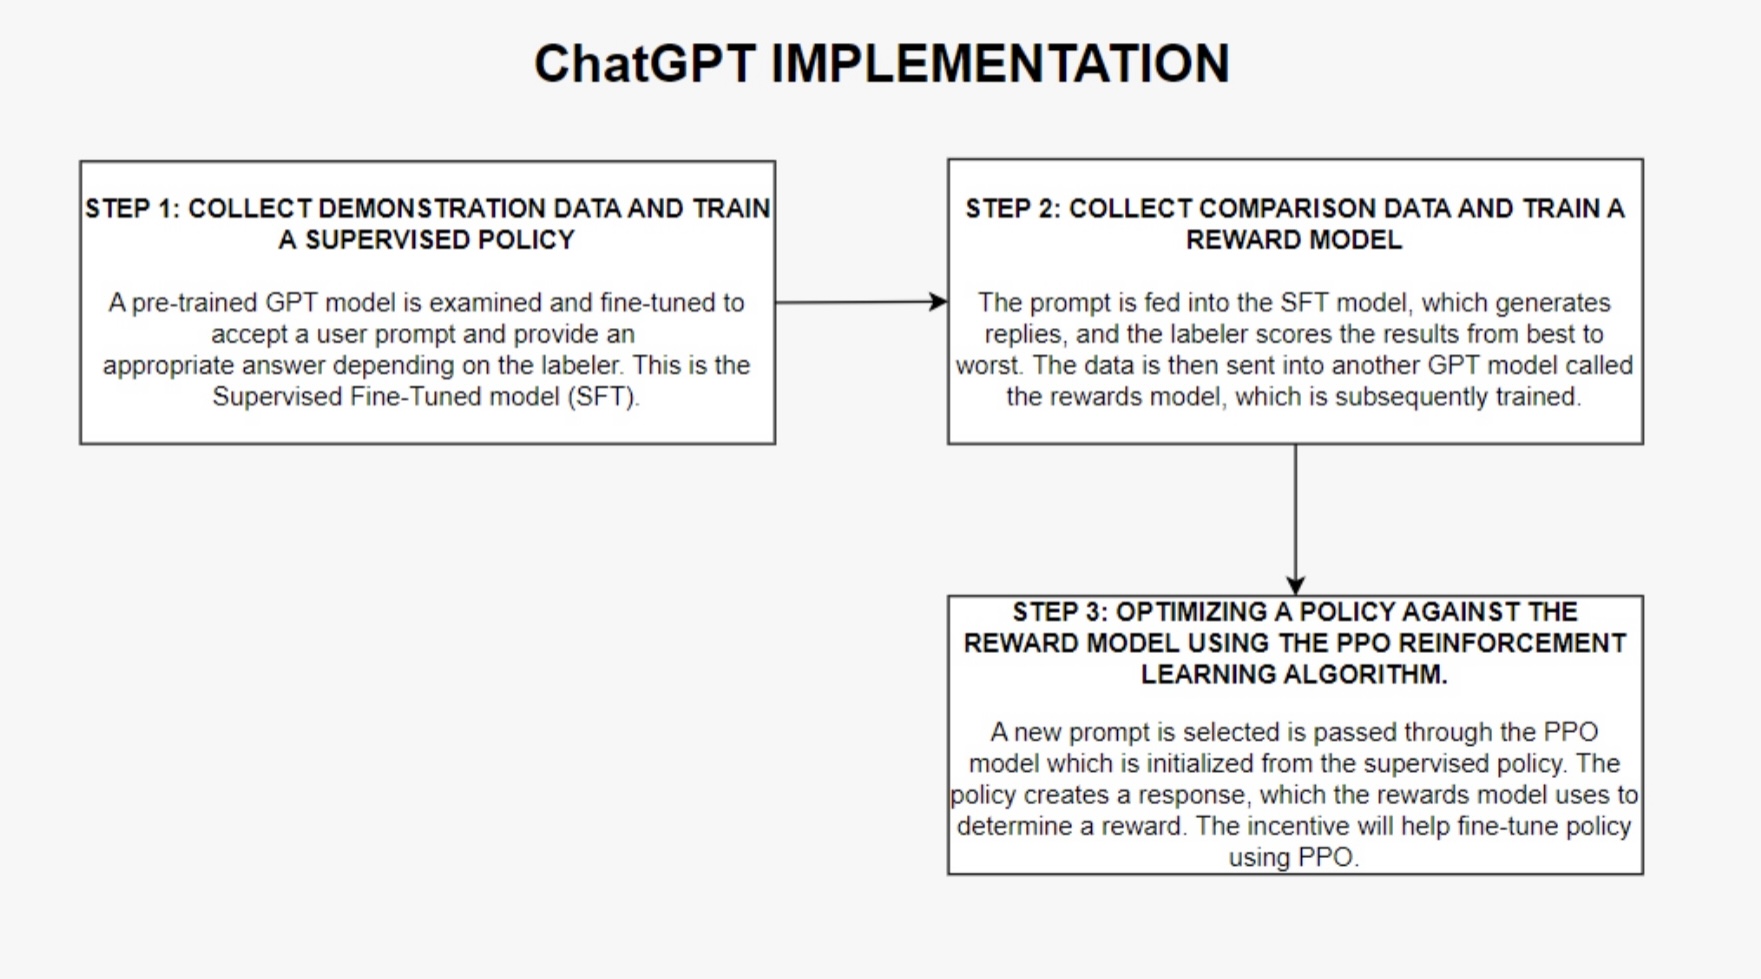 ChatGPT IMPLEMENTATION
STEP 1: COLLECT DEMONSTRATION DATA AND TRAIN
A SUPERVISED POLICY
A pre-trained GPT model is examined and fine-tuned to
accept a user prompt and provide an
appropriate answer depending on the labeler. This is the
Supervised Fine-Tuned model (SFT).
STEP 2: COLLECT COMPARISON DATA AND TRAIN A
REWARD MODEL
The prompt is fed into the SFT model, which generates
replies, and the labeler scores the results from best to
worst. The data is then sent into another GPT model called
the rewards model, which is subsequently trained.
STEP 3: OPTIMIZING A POLICY AGAINST THE
REWARD MODEL USING THE PPO REINFORCEMENT
LEARNING ALGORITHM.
A new prompt is selected is passed through the PPO
model which is initialized from the supervised policy. The
policy creates a response, which the rewards model uses to
determine a reward. The incentive will help fine-tune policy
using PPO.